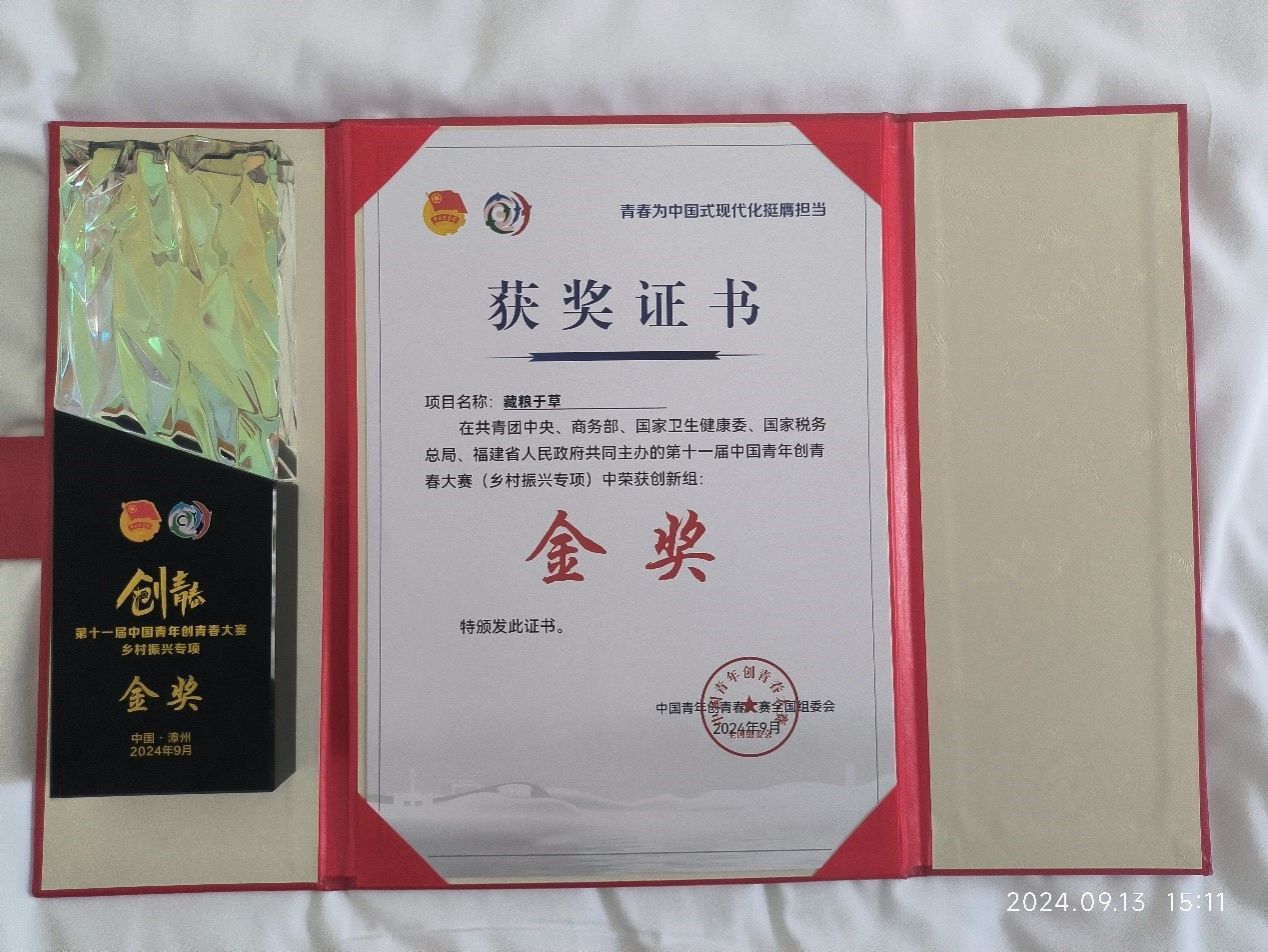 青春为中国式现代化挺膺担当
获奖证书
项目名称：藏粮于草
在共青团中央、商务部、国家卫生健康委、国家税务
总局、福建省人民政府共同主办的第十一届中国青年创青
春大赛（乡村振兴专项）中荣获创新组：
金奖
特颁发此证书。
中国青年创青春大赛全国组委会
2024年9月
创青春
第十一届中国青年创青春大赛
乡村振兴专项
金奖
中国·漳州
2024年9月
2024.09.13 15:11